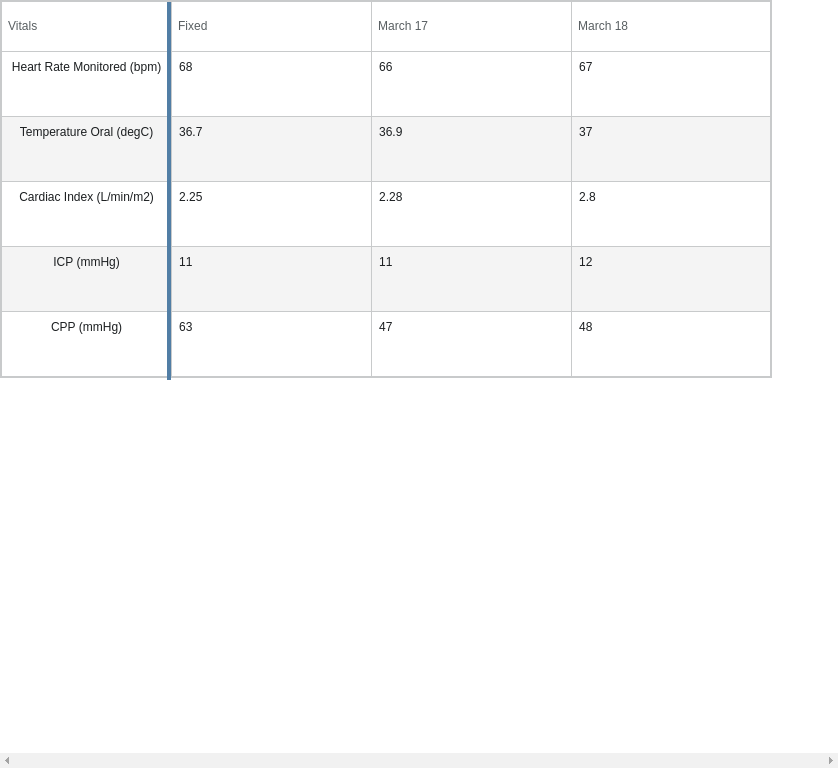 Vitals Fixed March 17 March 18
Heart Rate Monitored (bpm) 68 66 67
Temperature Oral (degC) 36.7 36.9 37
Cardiac Index (L/min/m2) 2.25 2.28 2.8
ICP (mmHg) 11 11 12
CPP (mmHg) 63 47 48